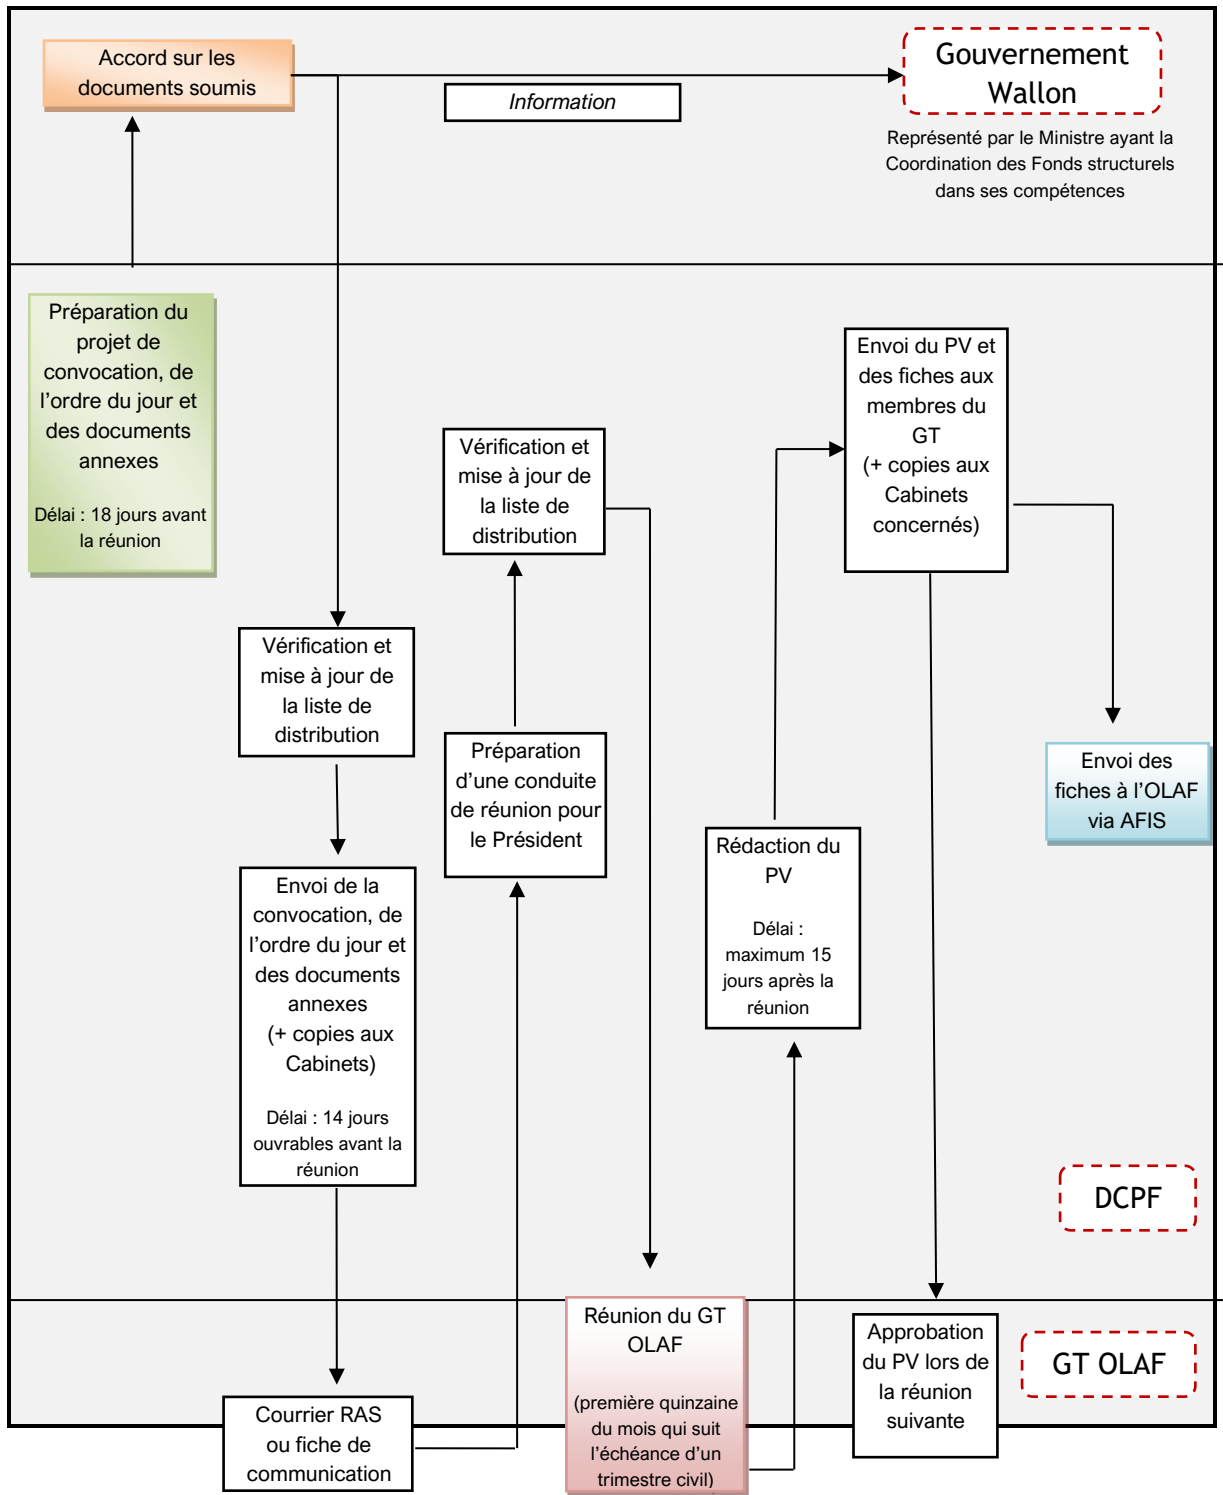 Accord sur les
documents soumis
Information
Gouvernement
Wallon
Représenté par le Ministre ayant la
Coordination des Fonds structurels
dans ses compétences
Préparation du
projet de
convocation, de
l’ordre du jour et
des documents
annexes
Délai : 18 jours avant
la réunion
Vérification et
mise à jour de
la liste de
distribution
Envoi de la
convocation, de
l’ordre du jour et
des documents
annexes
(+ copies aux
Cabinets)
Délai : 14 jours
ouvrables avant la
réunion
Courrier RAS
ou fiche de
communication
Préparation
d’une conduite
de réunion pour
le Président
Vérification et
mise à jour de
la liste de
distribution
Réunion du GT
OLAF
(première quinzaine
du mois qui suit
l’échéance d’un
trimestre civil)
Rédaction du
PV
Délai :
maximum 15
jours après la
réunion
Envoi du PV et
des fiches aux
membres du
GT
(+ copies aux
Cabinets
concernés)
Envoi des
fiches à l’OLAF
via AFIS
Approbation
du PV lors de
la réunion
suivante
DCPF
GT OLAF